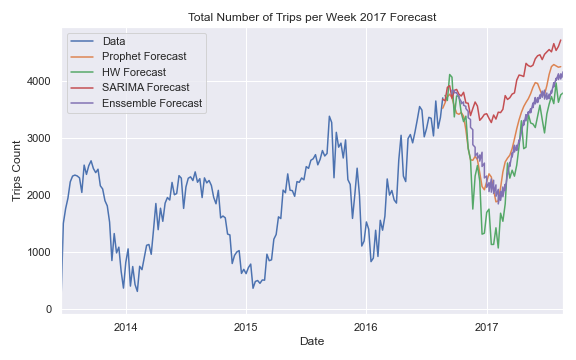 Total Number of Trips per Week 2017 Forecast
Data
Prophet Forecast
HW Forecast
SARIMA Forecast
Enssemble Forecast
4000
3000
2000
1000
0
Trips Count
2014
2015
2016
2017
Date